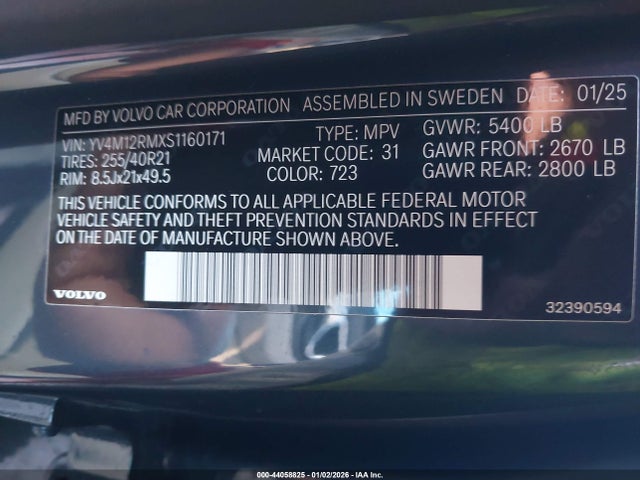 MFD BY VOLVO CAR CORPORATION ASSEMBLED IN SWEDEN DATE: 01/25
VIN: YV4M12RMXS1160171 TYPE: MPV GVWR: 5400 LB
TIRES: 255/40R21 MARKET CODE: 31 GAWR FRONT: 2670 LB
RIM: 8.5Jx21x49.5 COLOR: 723 GAWR REAR: 2800 LB
THIS VEHICLE CONFORMS TO ALL APPLICABLE FEDERAL MOTOR
VEHICLE SAFETY AND THEFT PREVENTION STANDARDS IN EFFECT
ON THE DATE OF MANUFACTURE SHOWN ABOVE.
VOLVO 32390594
000-44058825 - 01/02/2026 - IAA Inc.